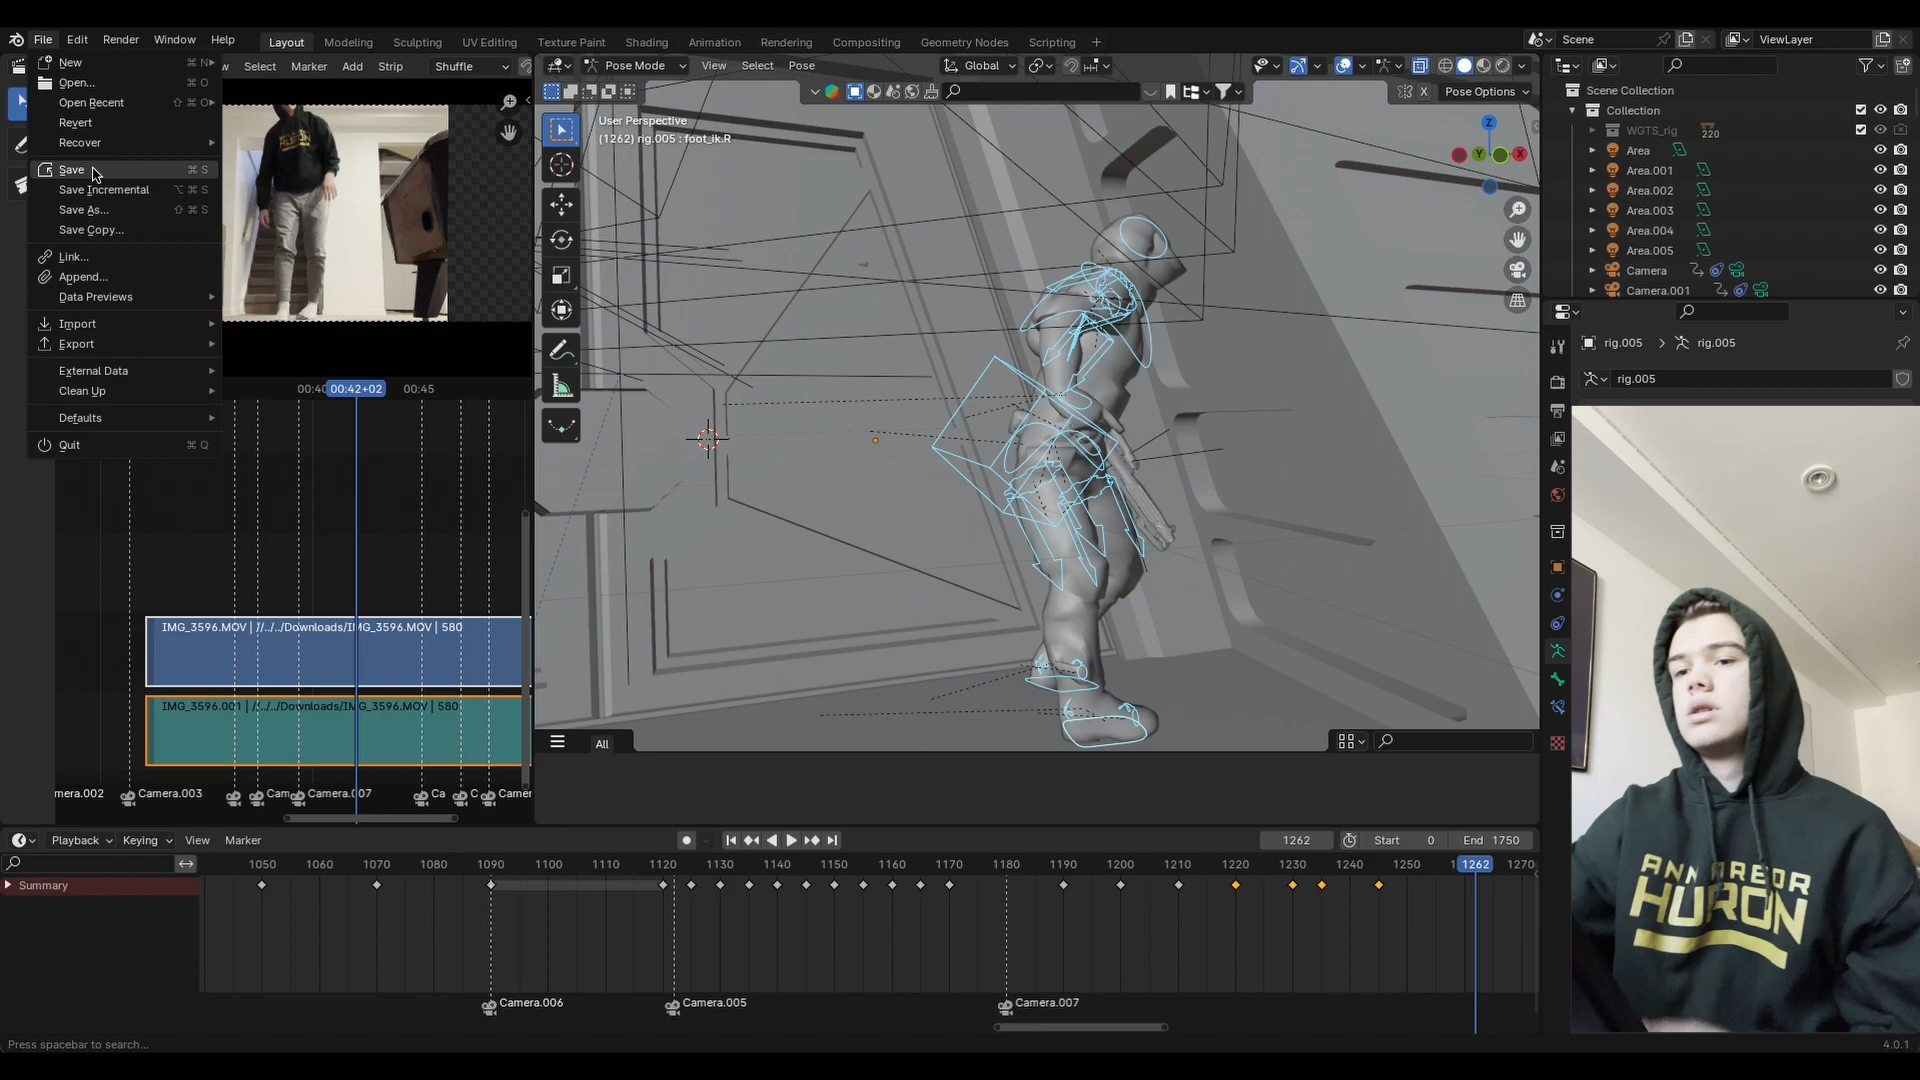 File Edit Render Window Help
Layout Modeling Sculpting UV Editing Texture Paint Shading Animation Rendering Compositing Geometry Nodes Scripting +
Scene
ViewLayer
New ⌘ N
Open... ⌘ O
Open Recent ⇧ ⌘ O
Revert
Recover
Save ⌘ S
Save Incremental ⌥ ⌘ S
Save As... ⇧ ⌘ S
Save Copy...
Link...
Append...
Data Previews
Import
Export
External Data
Clean Up
Defaults
Quit ⌘ Q
Select Marker Add Strip Shuffle
00:42+02 00:45
IMG_3596.MOV | //../../Downloads/IMG_3596.MOV | 580
IMG_3596.001 | //../../Downloads/IMG_3596.MOV | 580
mera.002 Camera.003 Cam Camera.007 Ca C Camer
Pose Mode View Select Pose Global
Pose Options
User Perspective
(1262) rig.005 : foot_ik.R
Z
Y
X
All
Scene Collection
Collection
WGTS_rig 220
Area
Area.001
Area.002
Area.003
Area.004
Area.005
Camera
Camera.001
rig.005 > rig.005
rig.005
ANN ARBOR
HURON
Playback Keying View Marker
1262 Start 0 End 1750
1050 1060 1070 1080 1090 1100 1110 1120 1130 1140 1150 1160 1170 1180 1190 1200 1210 1220 1230 1240 1250 1262 1270
Summary
Camera.006 Camera.005 Camera.007
Press spacebar to search...
4.0.1